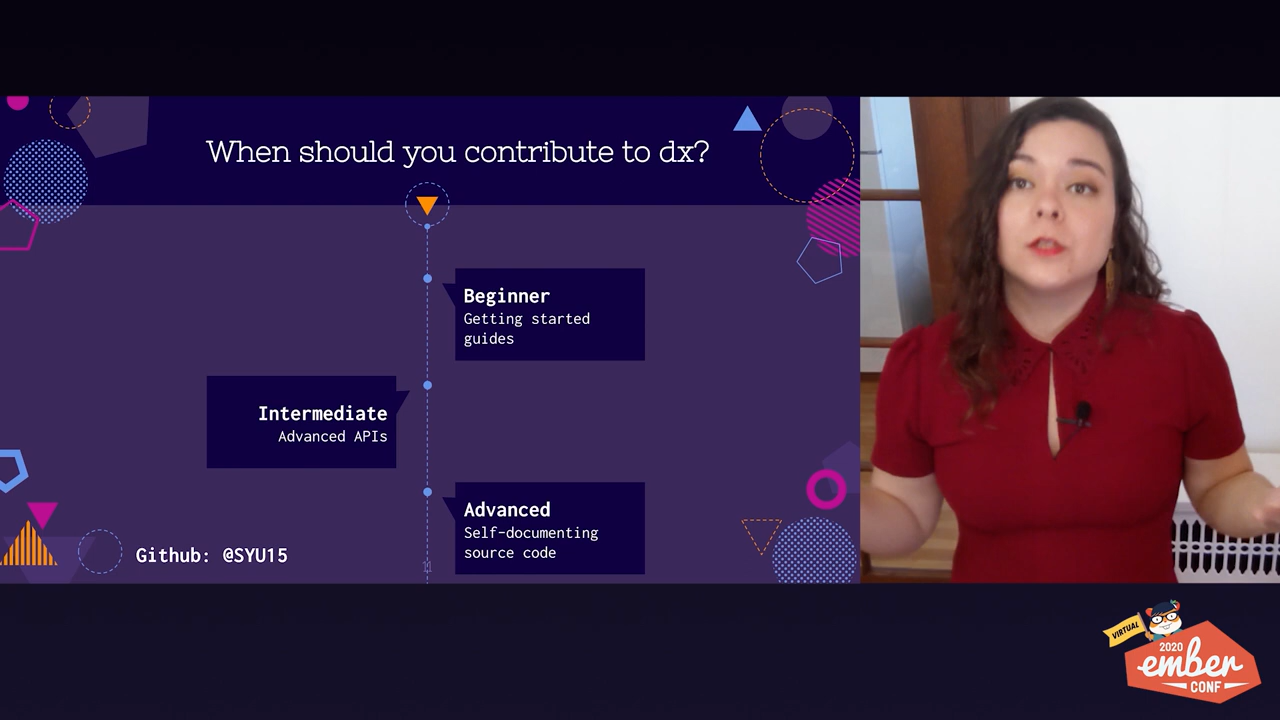 When should you contribute to dx?
Beginner
Getting started
guides
Intermediate
Advanced APIs
Advanced
Self-documenting
source code
Github: @SYU15
11
VIRTUAL
2020
ember
CONF